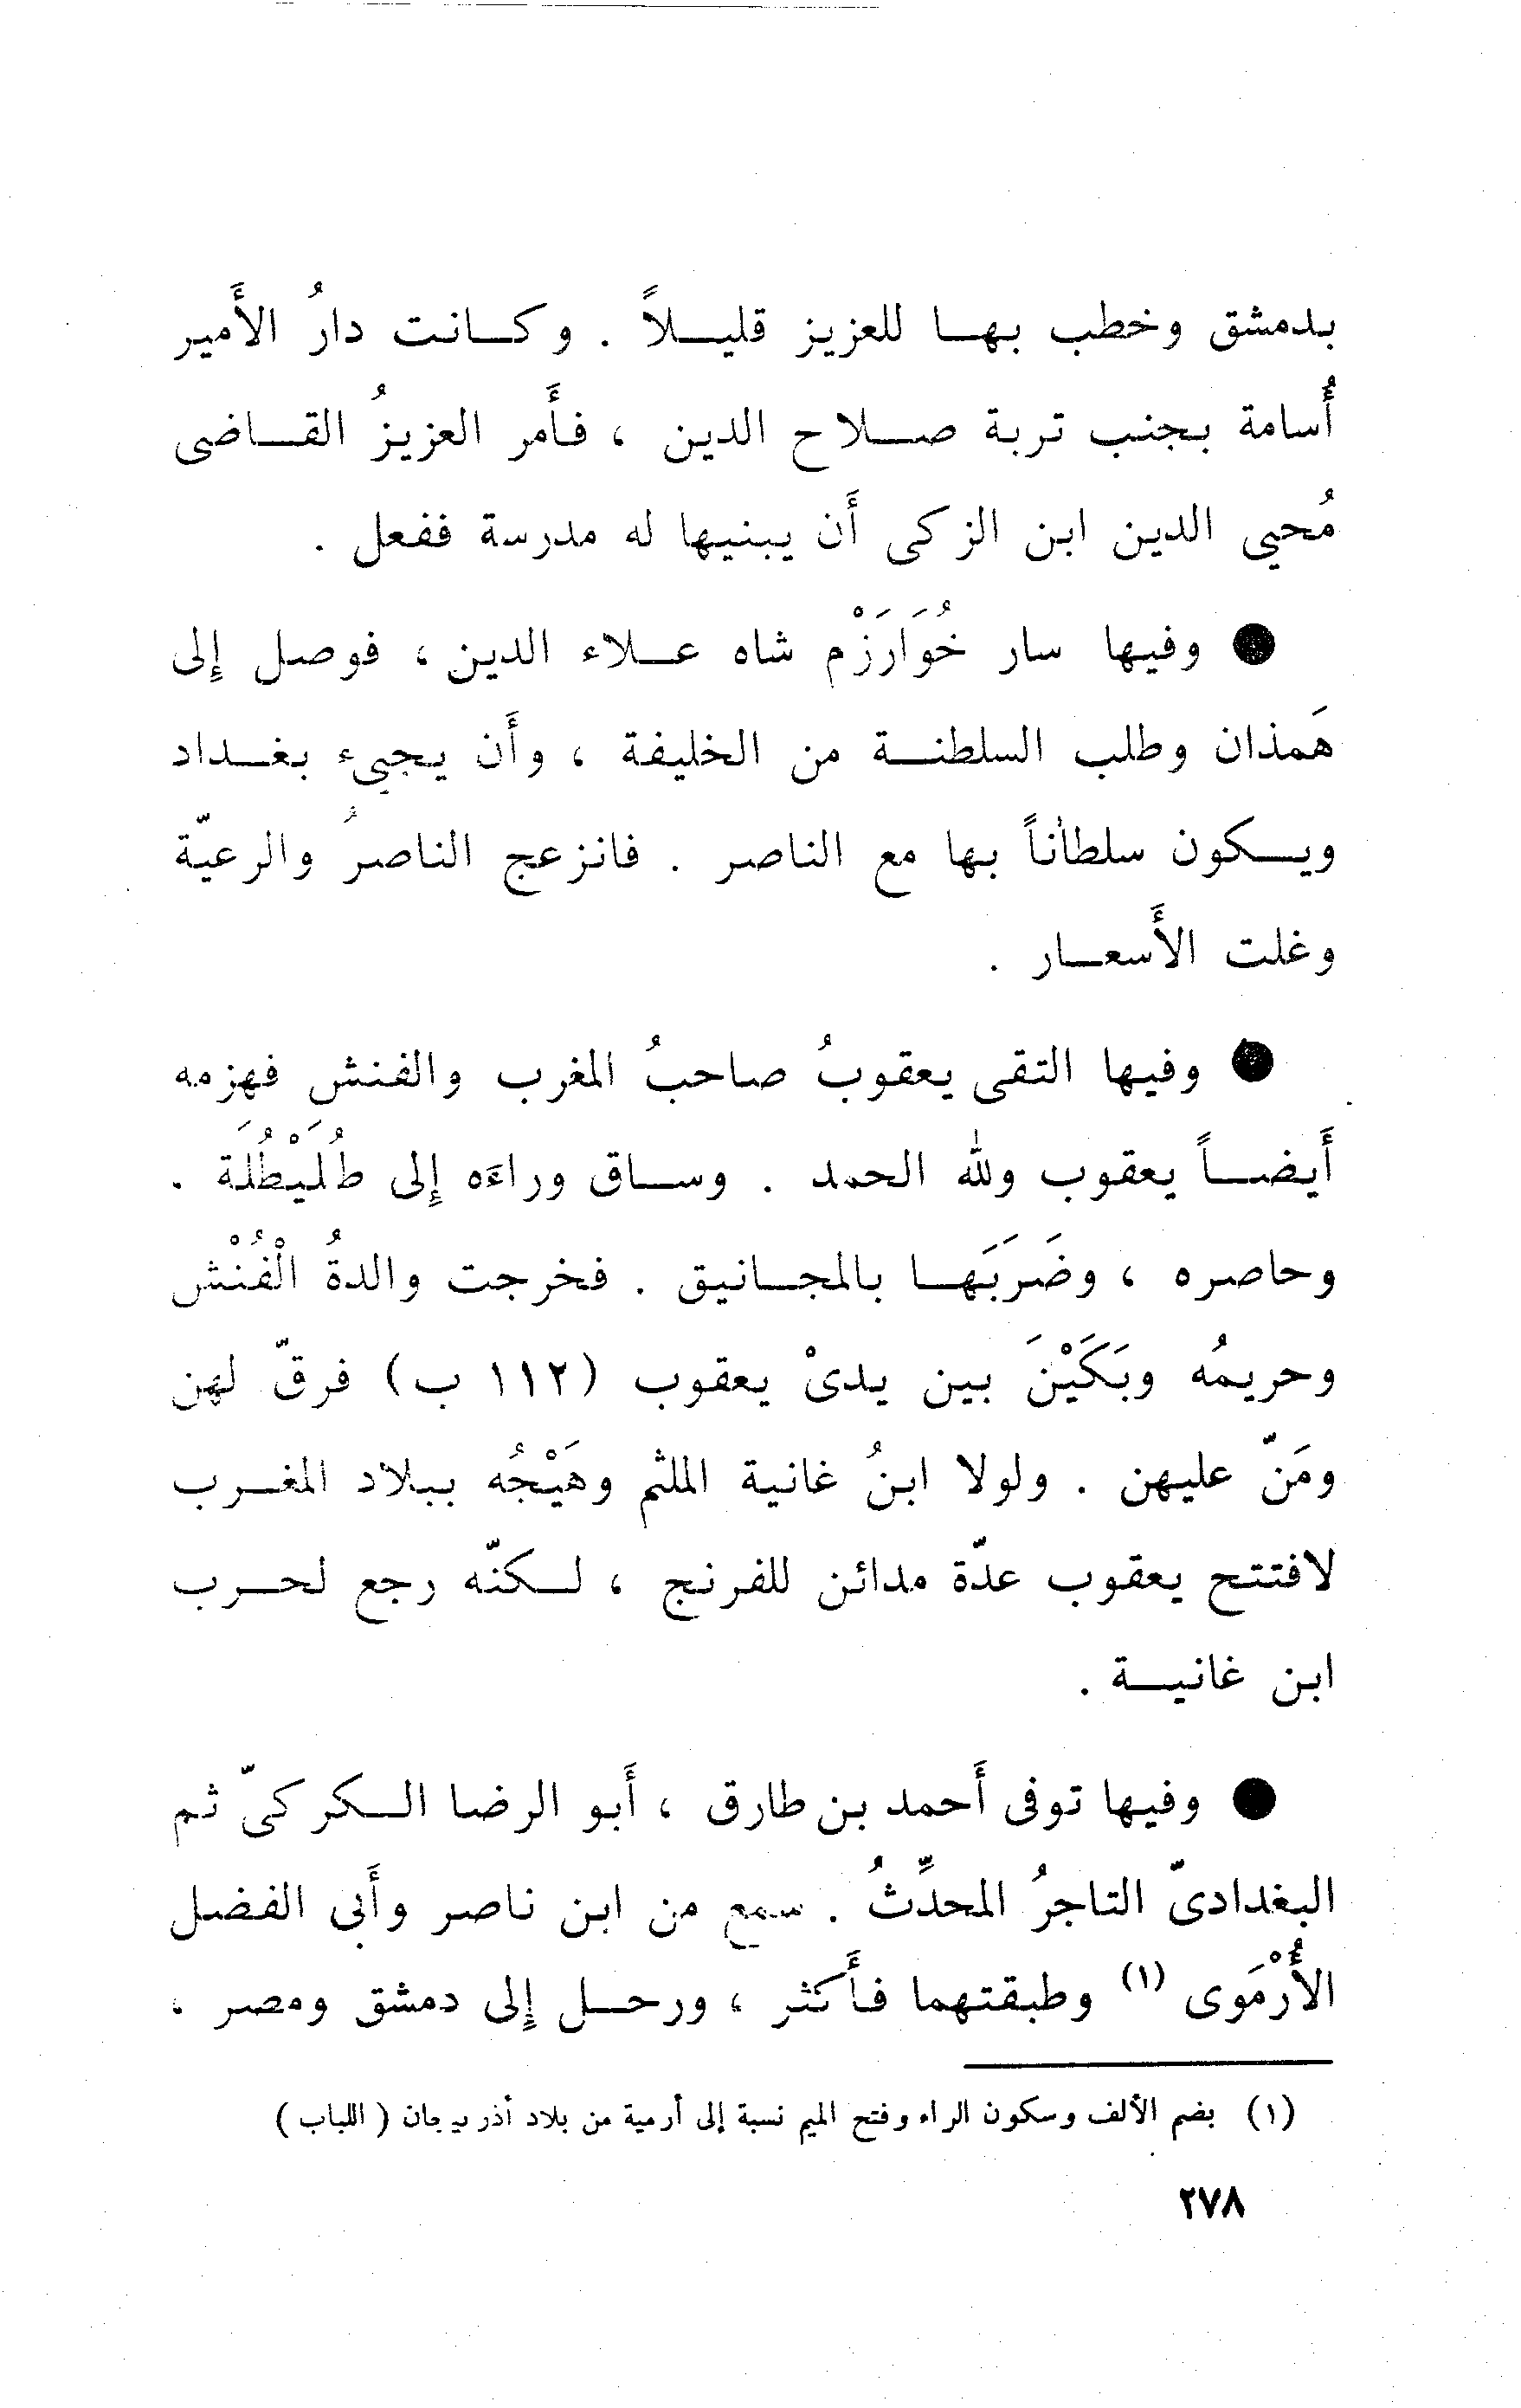 بدمشق وخطب بها للعزيز قليلاً . وكانت دارُ الأَمير
أُسامة بجنب تربة صلاح الدين ، فأَمر العزيزُ القاضى
مُحيي الدين ابن الزكى أَن يبنيها له مدرسة ففعل .
● وفيها سار خُوَارَزْم شاه علاء الدين ، فوصل إلى
هَمذان وطلب السلطنة من الخليفة ، وأَن يجيىء بغداد
ويكون سلطاناً بها مع الناصر . فانزعج الناصرُ والرعيّة
وغلت الأَسعار .
● وفيها التقى يعقوبُ صاحبُ المغرب والفنش فهزمه
أَيضاً يعقوب ولله الحمد . وساق وراءَه إلى طُلَيْطُلَة .
وحاصره ، وضَرَبَها بالمجانيق . فخرجت والدةُ الْفُنْش
وحريمُه وبَكَيْنَ بين يدىْ يعقوب (١١٢ ب) فرقّ لهن
ومَنّ عليهن . ولولا ابنُ غانية الملثم وهَيْجُه ببلاد المغرب
لافتتح يعقوب عدّة مدائن للفرنج ، لكنّه رجع لحرب
ابن غانية .
● وفيها توفى أَحمد بن طارق ، أَبو الرضا الكركىّ ثم
البغدادىّ التاجرُ المحدِّثُ . سمع من ابن ناصر وأَبى الفضل
الأُرْمَوى (١) وطبقتهما فأَكثر ، ورحل إلى دمشق ومصر .
(١) بضم الألف وسكون الراء وفتح الميم نسبة إلى أرمية من بلاد أذربيجان ( اللباب )
٢٧٨